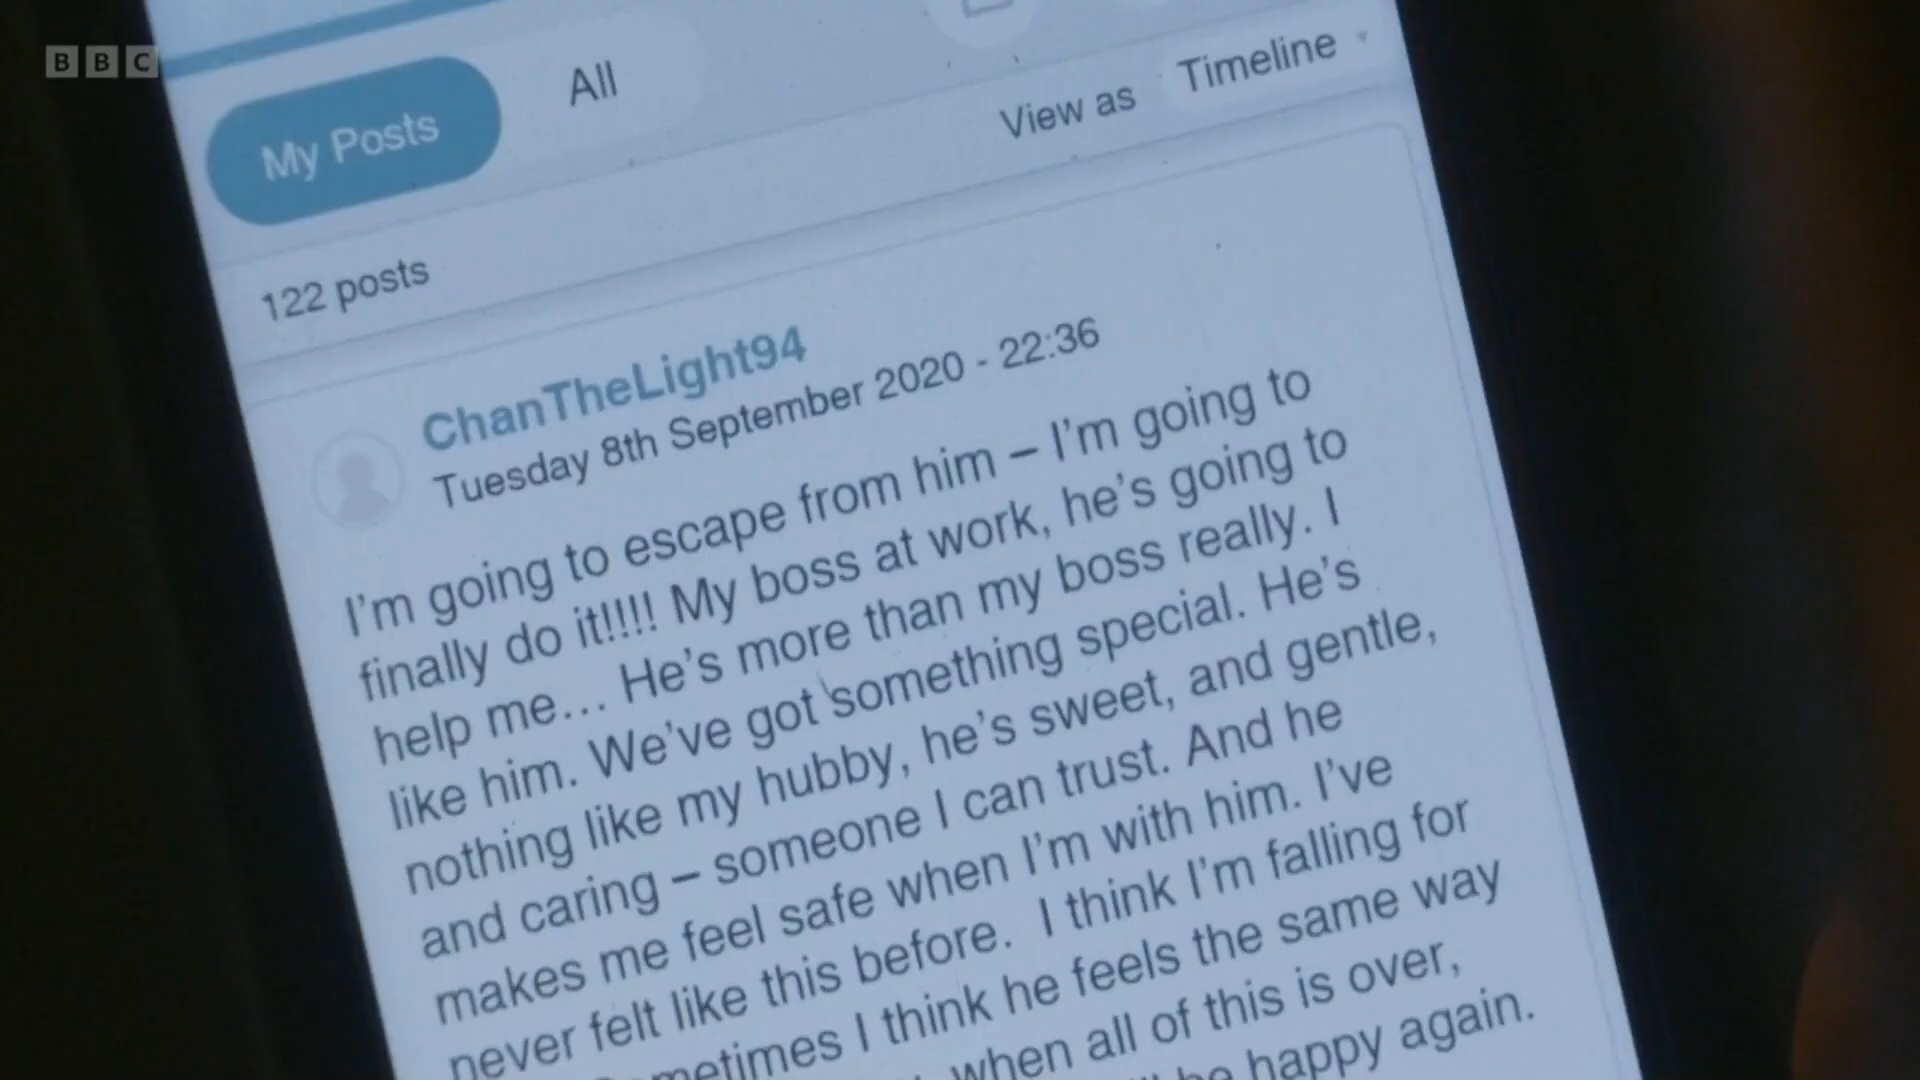 BBC
My Posts
All
View as
Timeline
122 posts
ChanTheLight94
Tuesday 8th September 2020 - 22:36
I'm going to escape from him – I'm going to
finally do it!!!! My boss at work, he's going to
help me… He's more than my boss really. I
like him. We've got something special. He's
nothing like my hubby, he's sweet, and gentle,
and caring – someone I can trust. And he
makes me feel safe when I'm with him. I've
never felt like this before. I think I'm falling for
I think he feels the same way
when all of this is over,
be happy again.